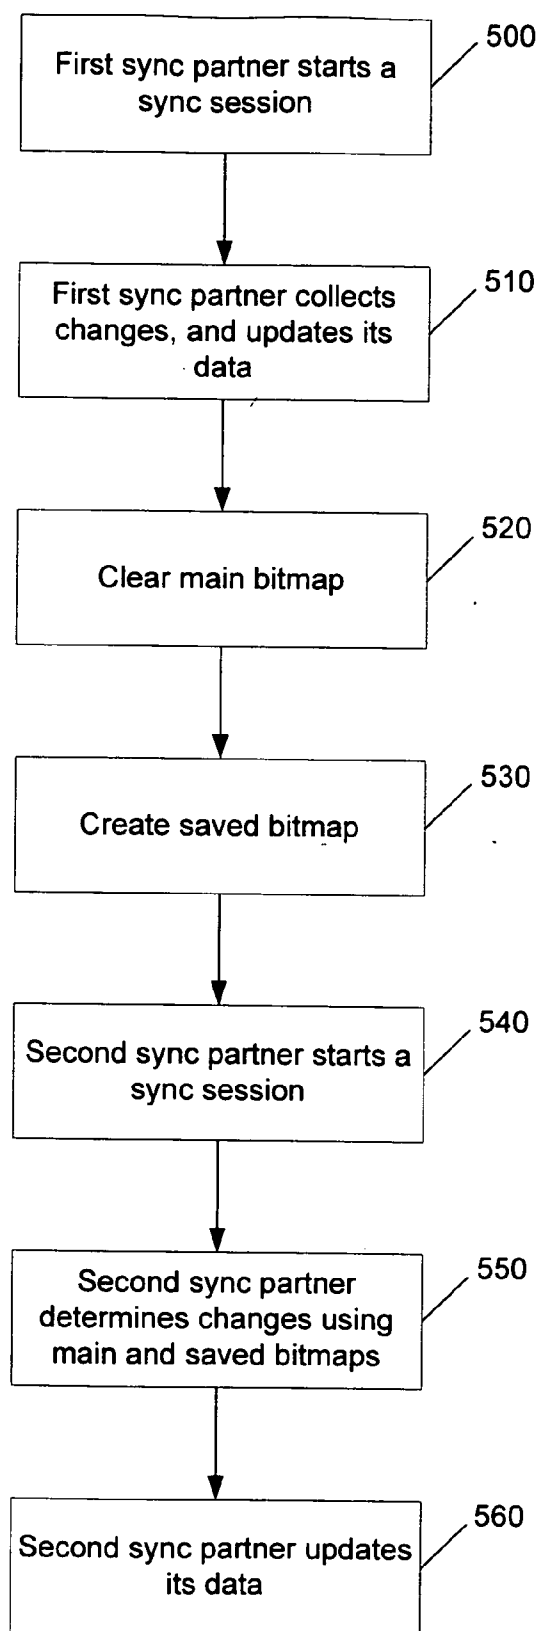 500
First sync partner starts a
sync session
510
First sync partner collects
changes, and updates its
data
520
Clear main bitmap
530
Create saved bitmap
540
Second sync partner starts a
sync session
550
Second sync partner
determines changes using
main and saved bitmaps
560
Second sync partner updates
its data